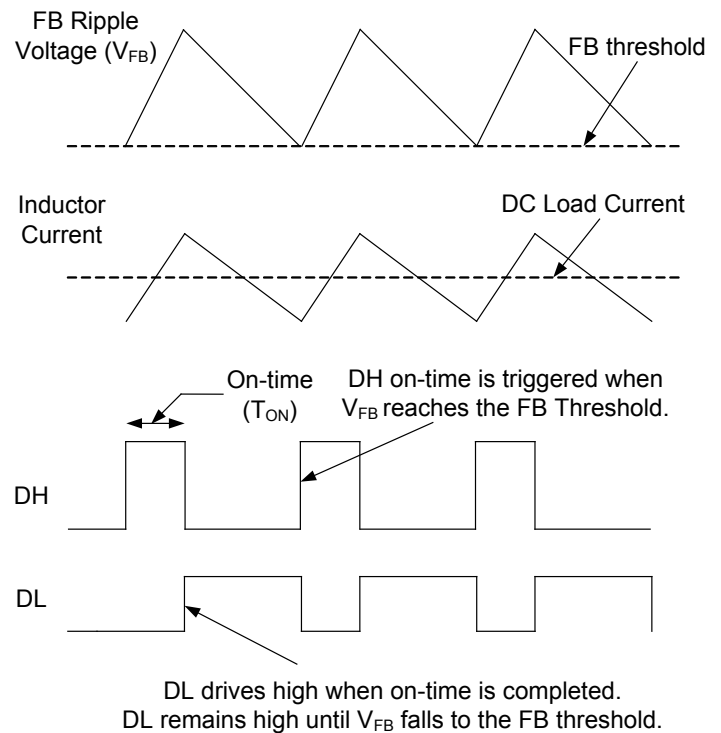 FB Ripple
Voltage (VFB)
FB threshold
Inductor
Current
DC Load Current
On-time
(TON)
DH on-time is triggered when
VFB reaches the FB Threshold.
DH
DL
DL drives high when on-time is completed.
DL remains high until VFB falls to the FB threshold.